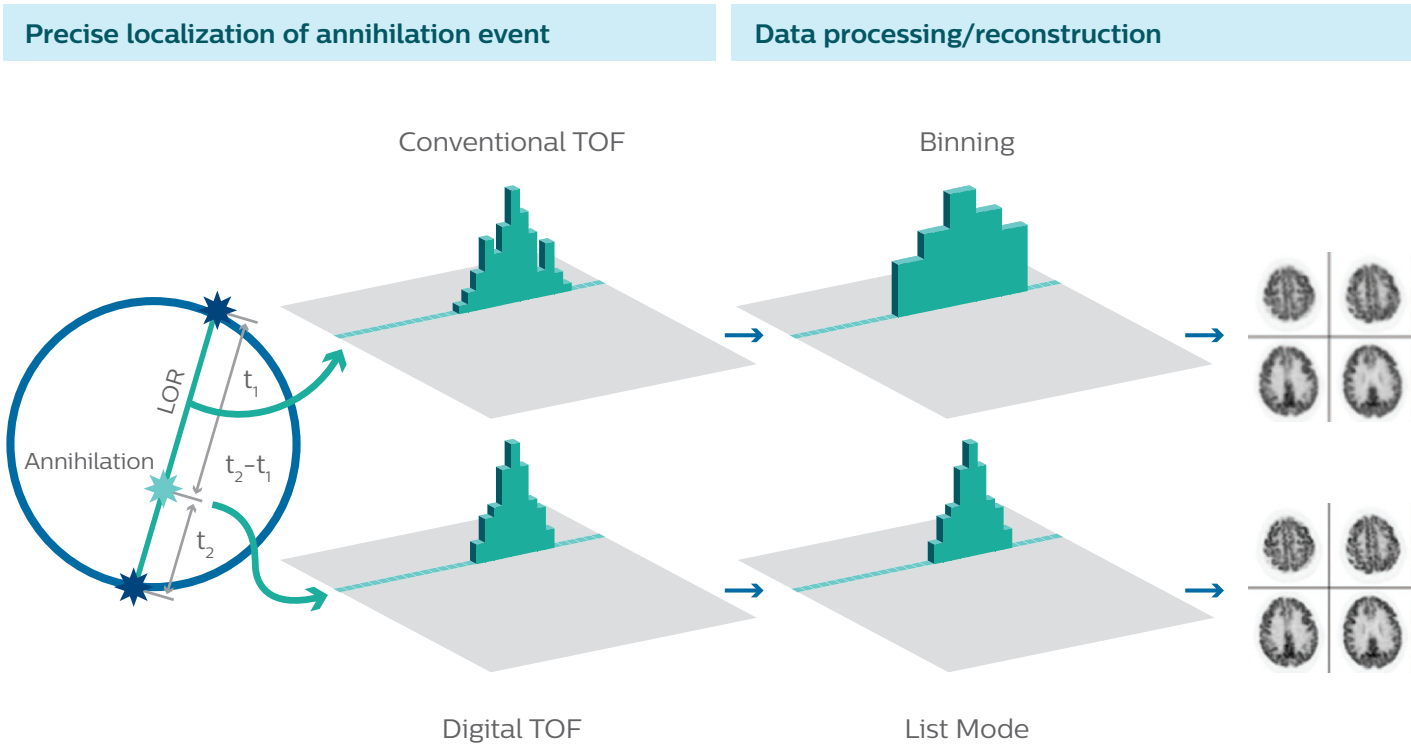 Precise localization of annihilation event
Data processing/reconstruction
Conventional TOF
Binning
LOR
t₁
Annihilation
t₂-t₁
t₂
Digital TOF
List Mode